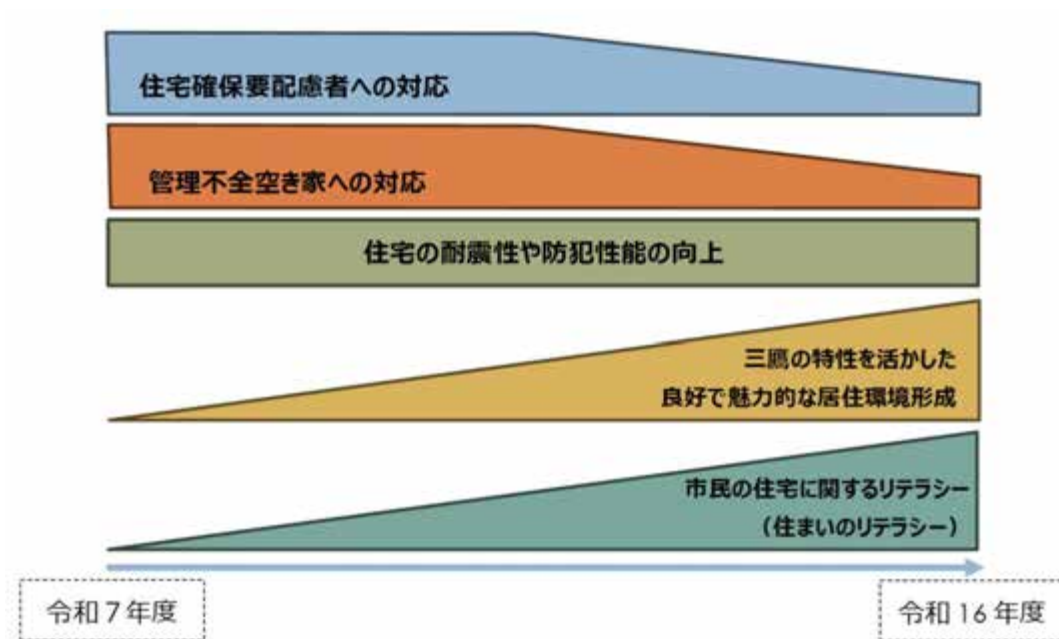 住宅確保要配慮者への対応
管理不全空き家への対応
住宅の耐震性や防犯性能の向上
三鷹の特性を活かした
良好で魅力的な居住環境形成
市民の住宅に関するリテラシー
（住まいのリテラシー）
令和7年度
令和16年度